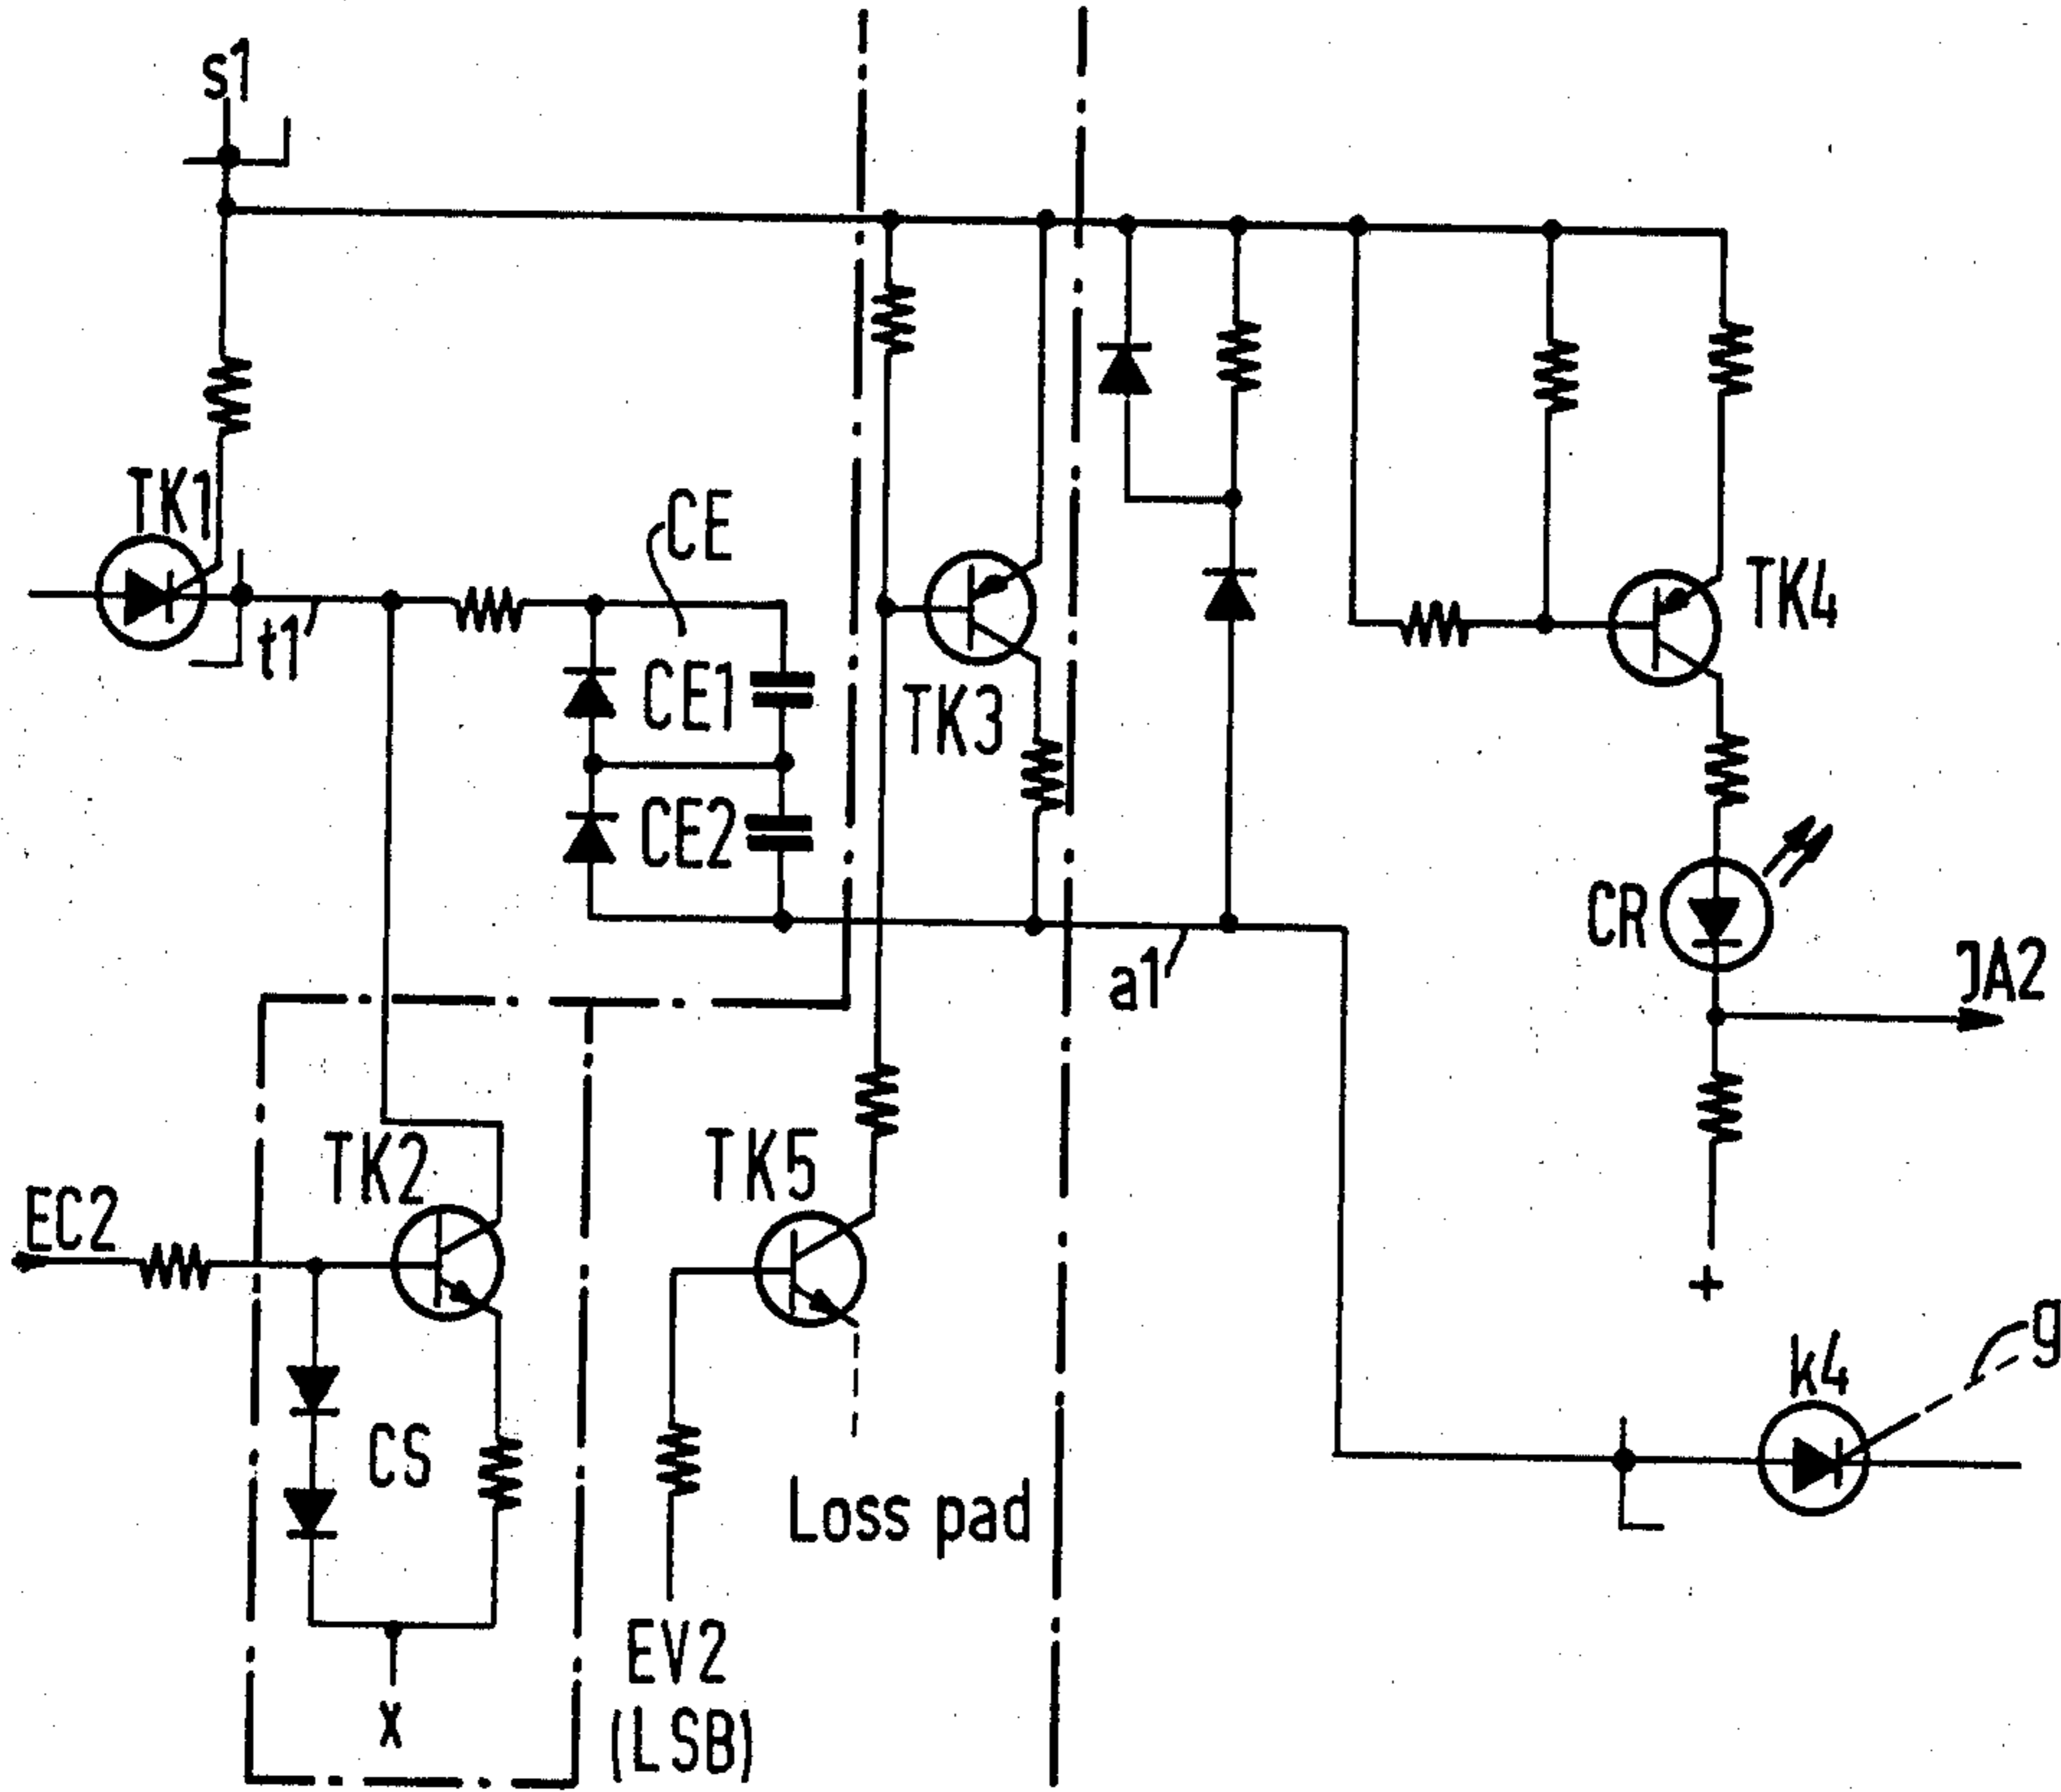 s1
TK1
CE
t1
CE1
TK3
TK4
CE2
CR
a1
JA2
TK2
TK5
EC2
+
k4
g
CS
Loss pad
EV2
(LSB)
x